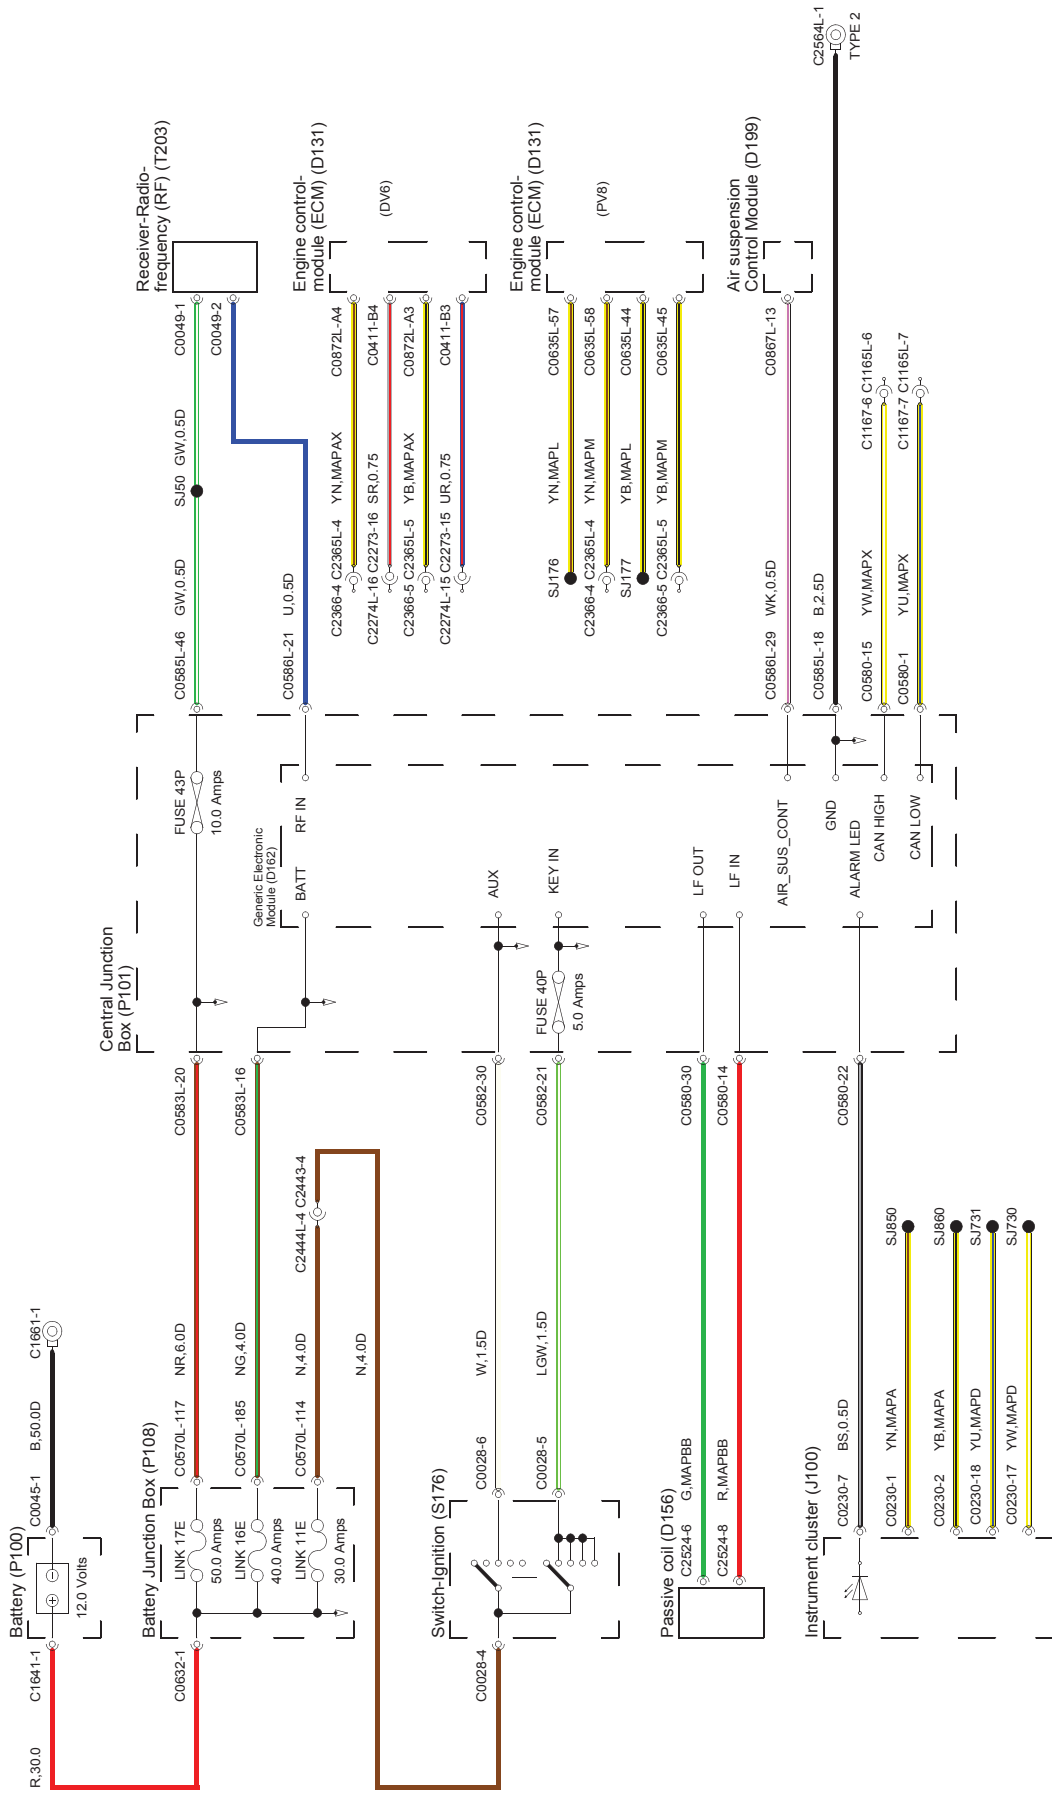 Battery (P100)
12.0 Volts
C1641-1
R,30.0
C0045-1
B,50.0D
C1661-1
Battery Junction Box (P108)
C0632-1
LINK 17E
50.0 Amps
LINK 16E
40.0 Amps
LINK 11E
30.0 Amps
C0570L-117
NR,6.0D
C0583L-20
C0570L-185
NG,4.0D
C0583L-16
C0570L-114
N,4.0D
C2444L-4
C2443-4
N,4.0D
Switch-Ignition (S176)
C0028-4
C0028-6
W,1.5D
C0582-30
C0028-5
LGW,1.5D
C0582-21
Passive coil (D156)
C2524-6
G,MAPBB
C0580-30
C2524-8
R,MAPBB
C0580-14
Instrument cluster (J100)
C0230-7
BS,0.5D
C0580-22
C0230-1
YN,MAPA
SJ850
C0230-2
YB,MAPA
SJ860
C0230-18
YU,MAPD
SJ731
C0230-17
YW,MAPD
SJ730
Central Junction
Box (P101)
FUSE 43P
10.0 Amps
Generic Electronic
Module (D162)
BATT
RF IN
AUX
KEY IN
FUSE 40P
5.0 Amps
LF OUT
LF IN
AIR_SUS_CONT
GND
ALARM LED
CAN HIGH
CAN LOW
Receiver-Radio-
frequency (RF) (T203)
C0585L-46
GW,0.5D
SJ50
GW,0.5D
C0049-1
C0586L-21
U,0.5D
C0049-2
Engine control-
module (ECM) (D131)
(DV6)
C2366-4
C2365L-4
YN,MAPAX
C0872L-A4
C2274L-16
C2273-16
SR,0.75
C0411-B4
C2366-5
C2365L-5
YB,MAPAX
C0872L-A3
C2274L-15
C2273-15
UR,0.75
C0411-B3
Engine control-
module (ECM) (D131)
(PV8)
SJ176
YN,MAPL
C0635L-57
C2366-4
C2365L-4
YN,MAPM
C0635L-58
SJ177
YB,MAPL
C0635L-44
C2366-5
C2365L-5
YB,MAPM
C0635L-45
Air suspension
Control Module (D199)
C0586L-29
WK,0.5D
C0867L-13
C0585L-18
B,2.5D
C2564L-1
TYPE 2
C0580-15
YW,MAPX
C1167-6
C1165L-6
C0580-1
YU,MAPX
C1167-7
C1165L-7